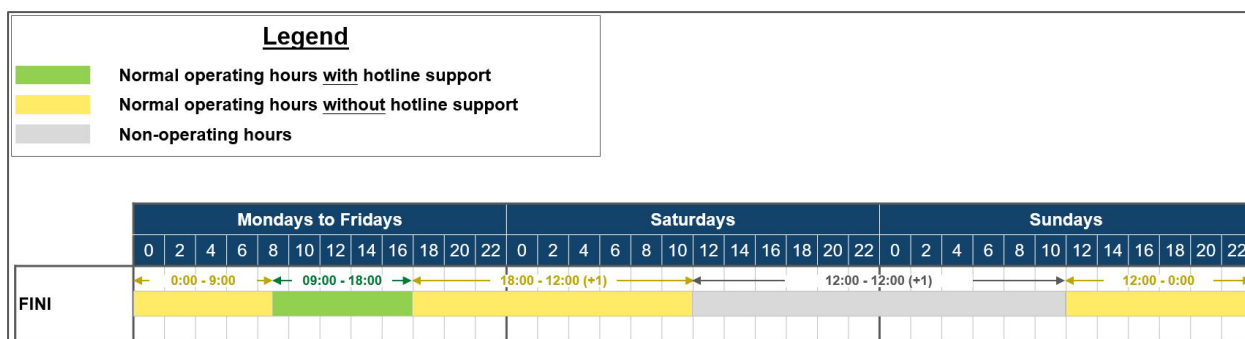 Legend
Normal operating hours with hotline support
Normal operating hours without hotline support
Non-operating hours
Mondays to Fridays Saturdays Sundays
0 2 4 6 8 10 12 14 16 18 20 22 0 2 4 6 8 10 12 14 16 18 20 22 0 2 4 6 8 10 12 14 16 18 20 22
0:00 - 9:00 09:00 - 18:00 18:00 - 12:00 (+1) 12:00 - 12:00 (+1) 12:00 - 0:00
FINI